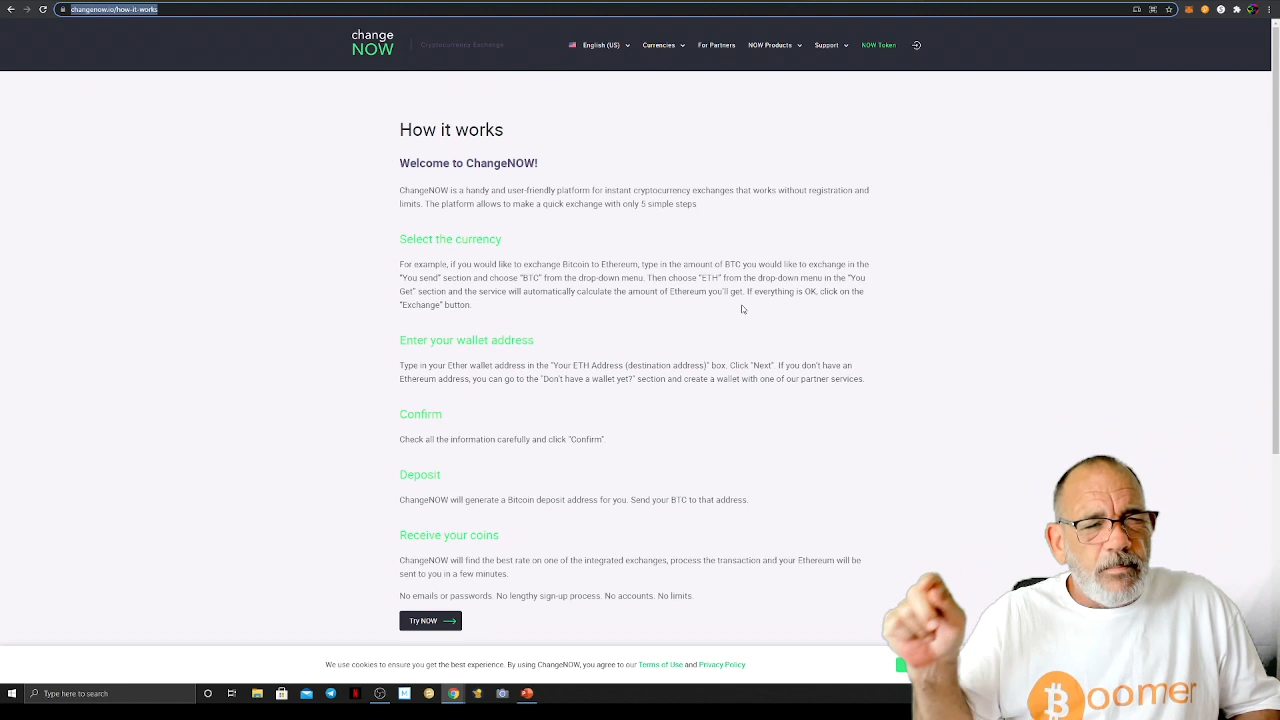 changenow.io/how-it-works
change
NOW
Cryptocurrency Exchange
English (US)
Currencies
For Partners
NOW Products
Support
NOW Token
How it works
Welcome to ChangeNOW!
ChangeNOW is a handy and user-friendly platform for instant cryptocurrency exchanges that works without registration and
limits. The platform allows to make a quick exchange with only 5 simple steps
Select the currency
For example, if you would like to exchange Bitcoin to Ethereum, type in the amount of BTC you would like to exchange in the
"You send" section and choose "BTC" from the drop-down menu. Then choose "ETH" from the drop-down menu in the "You
Get" section and the service will automatically calculate the amount of Ethereum you'll get. If everything is OK, click on the
"Exchange" button.
Enter your wallet address
Type in your Ether wallet address in the "Your ETH Address (destination address)" box. Click "Next". If you don't have an
Ethereum address, you can go to the "Don't have a wallet yet?" section and create a wallet with one of our partner services.
Confirm
Check all the information carefully and click "Confirm".
Deposit
ChangeNOW will generate a Bitcoin deposit address for you. Send your BTC to that address.
Receive your coins
ChangeNOW will find the best rate on one of the integrated exchanges, process the transaction and your Ethereum will be
sent to you in a few minutes.
No emails or passwords. No lengthy sign-up process. No accounts. No limits.
Try NOW
We use cookies to ensure you get the best experience. By using ChangeNOW, you agree to our Terms of Use and Privacy Policy
Type here to search
Boomer